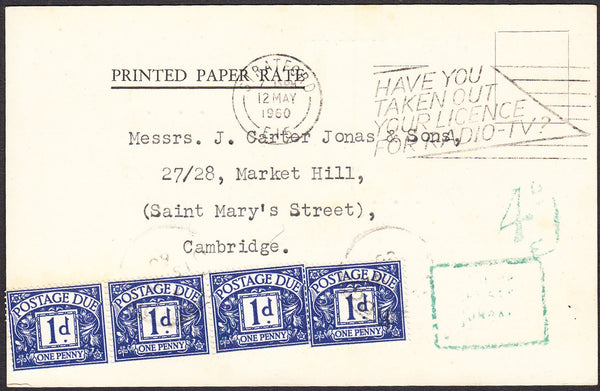 PRINTED PAPER RATE
STRATFORD
12 MAY
1960
E.15
HAVE YOU
TAKEN OUT
YOUR LICENCE
FOR RADIO-TV?
Messrs. J. Carter Jonas & Sons,
27/28, Market Hill,
(Saint Mary's Street),
Cambridge.
4d
POSTAGE DUE
1d.
ONE PENNY
POSTAGE DUE
1d.
ONE PENNY
POSTAGE DUE
1d.
ONE PENNY
POSTAGE DUE
1d.
ONE PENNY